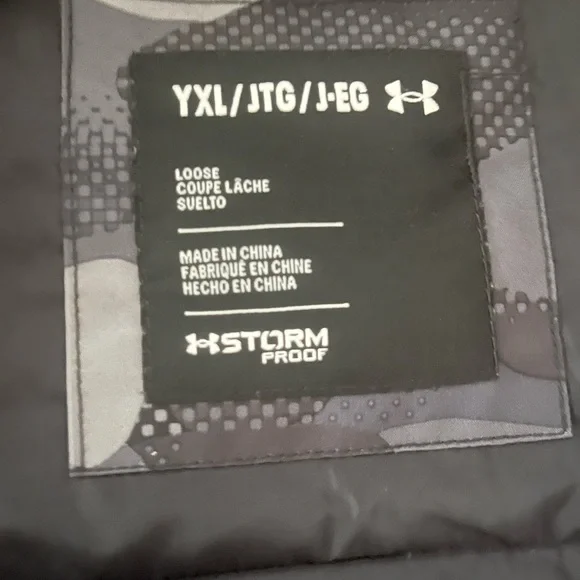 YXL/JTG/J-EG
LOOSE
COUPE LÂCHE
SUELTO
MADE IN CHINA
FABRIQUÉ EN CHINE
HECHO EN CHINA
STORM
PROOF